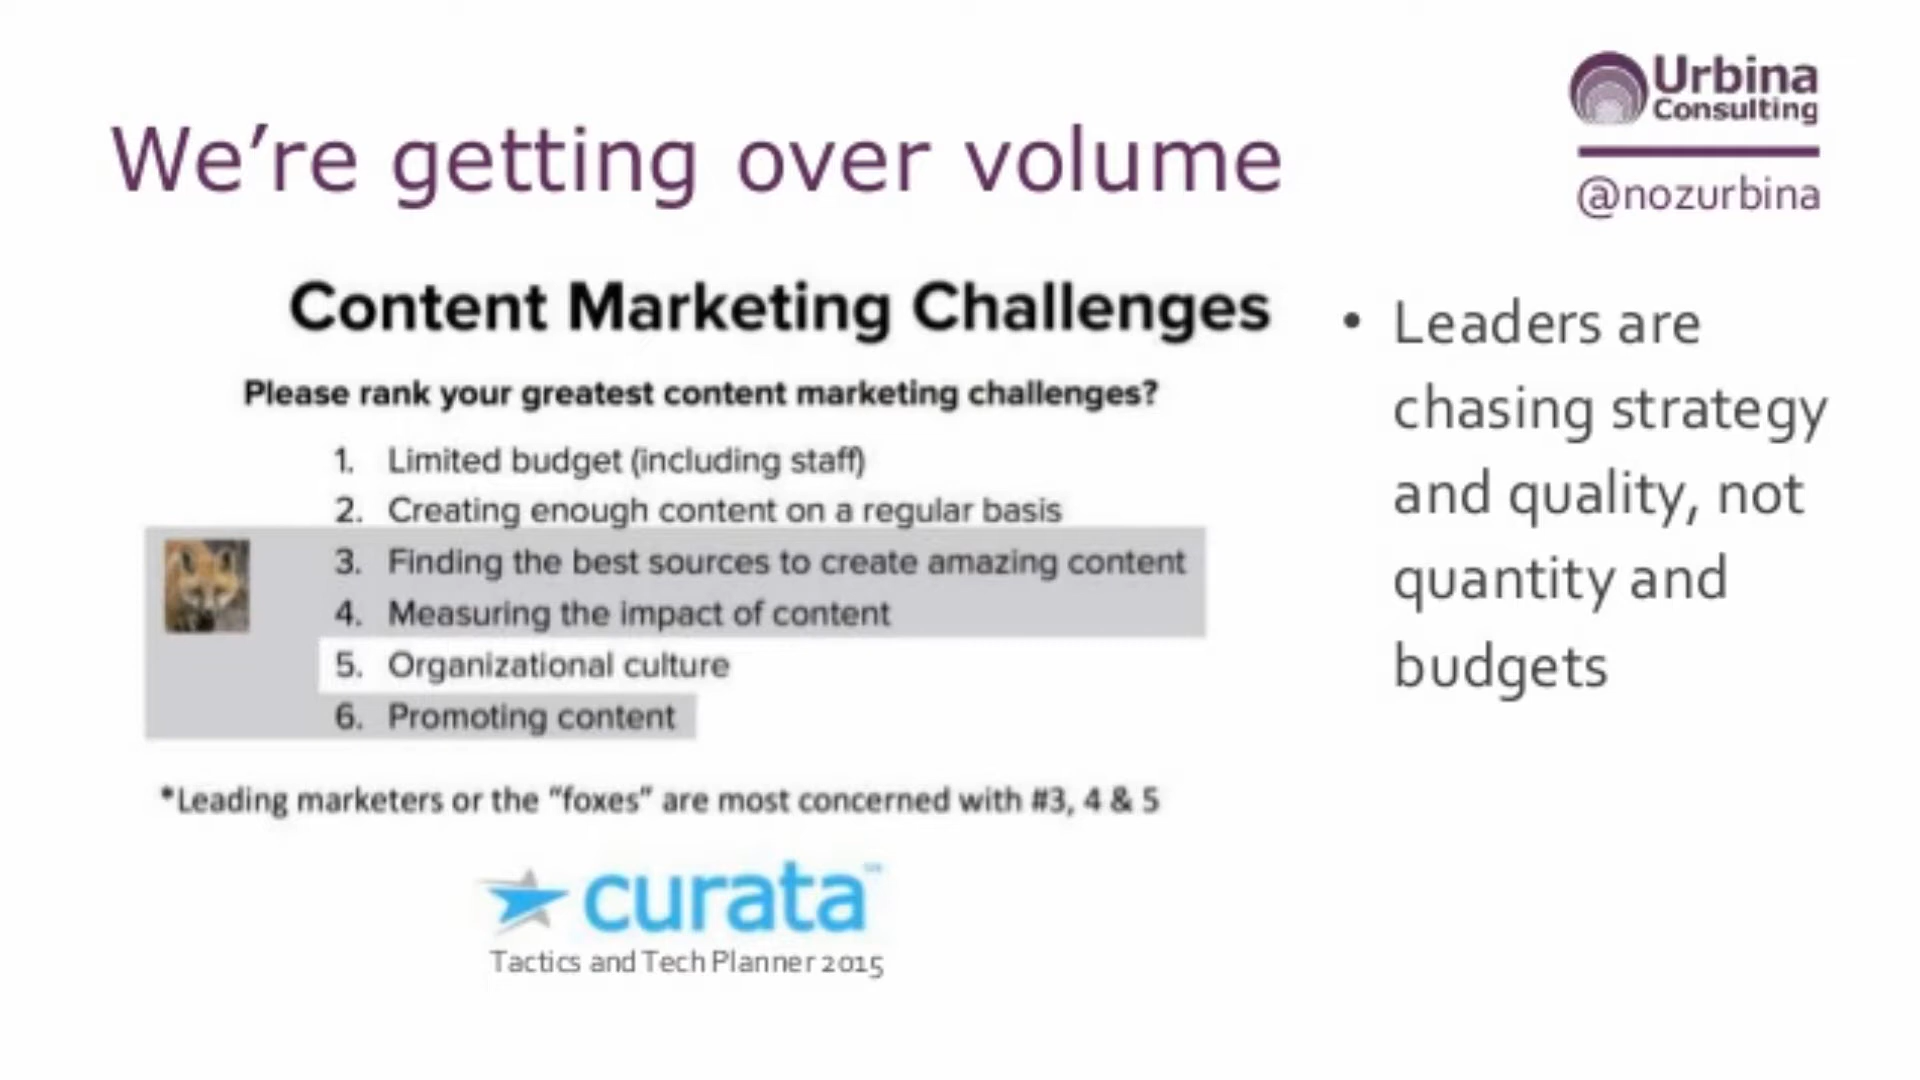 Urbina
Consulting
@nozurbina
We're getting over volume
Content Marketing Challenges
Please rank your greatest content marketing challenges?
1. Limited budget (including staff)
2. Creating enough content on a regular basis
3. Finding the best sources to create amazing content
4. Measuring the impact of content
5. Organizational culture
6. Promoting content
*Leading marketers or the "foxes" are most concerned with #3, 4 & 5
curata
Tactics and Tech Planner 2015
• Leaders are
chasing strategy
and quality, not
quantity and
budgets